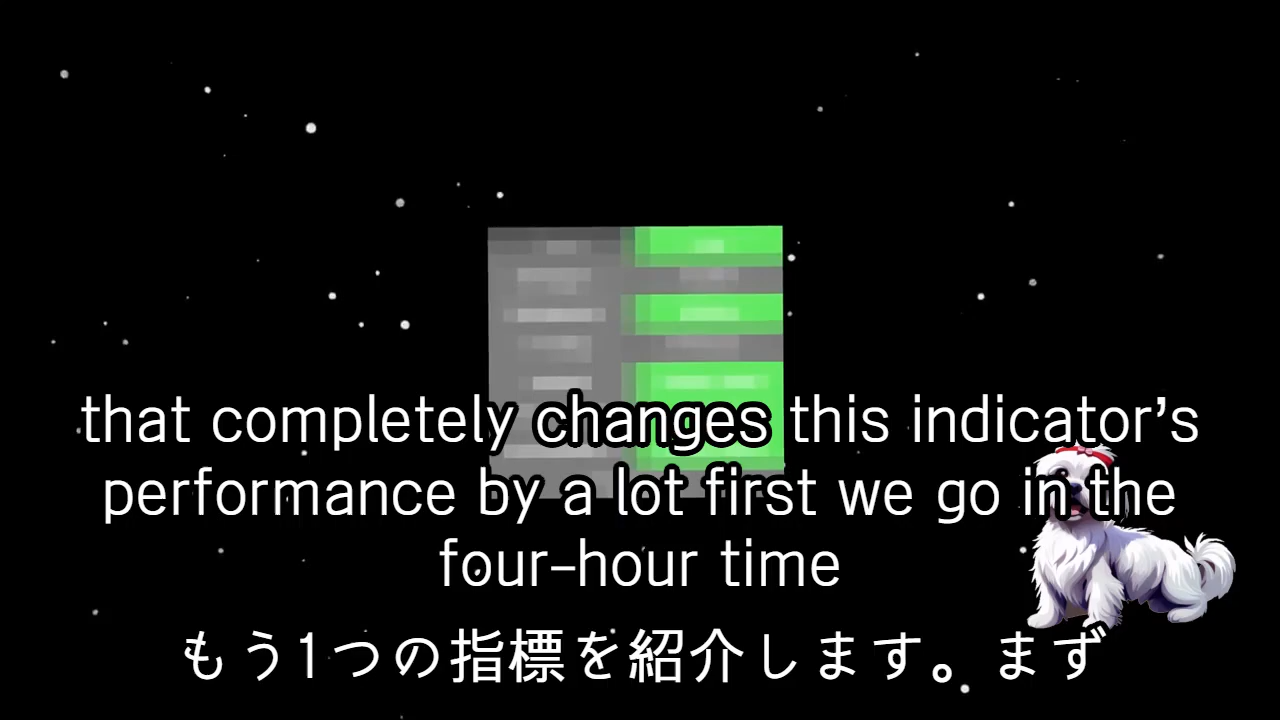 that completely changes this indicator's
performance by a lot first we go in the
four-hour time
もう1つの指標を紹介します。まず